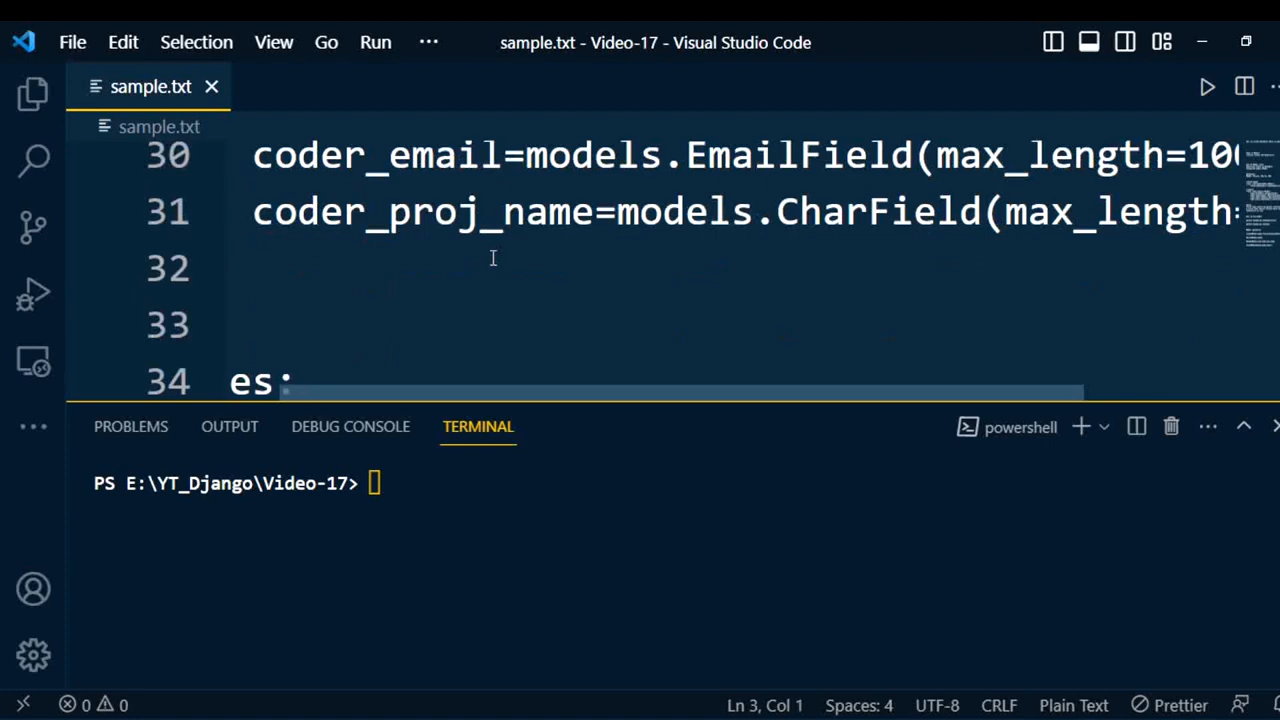 File Edit Selection View Go Run ··· sample.txt - Video-17 - Visual Studio Code
sample.txt
sample.txt
30 coder_email=models.EmailField(max_length=100
31 coder_proj_name=models.CharField(max_length=
32
33
34 es:
PROBLEMS OUTPUT DEBUG CONSOLE TERMINAL powershell
PS E:\YT_Django\Video-17>
0 0 Ln 3, Col 1 Spaces: 4 UTF-8 CRLF Plain Text Prettier